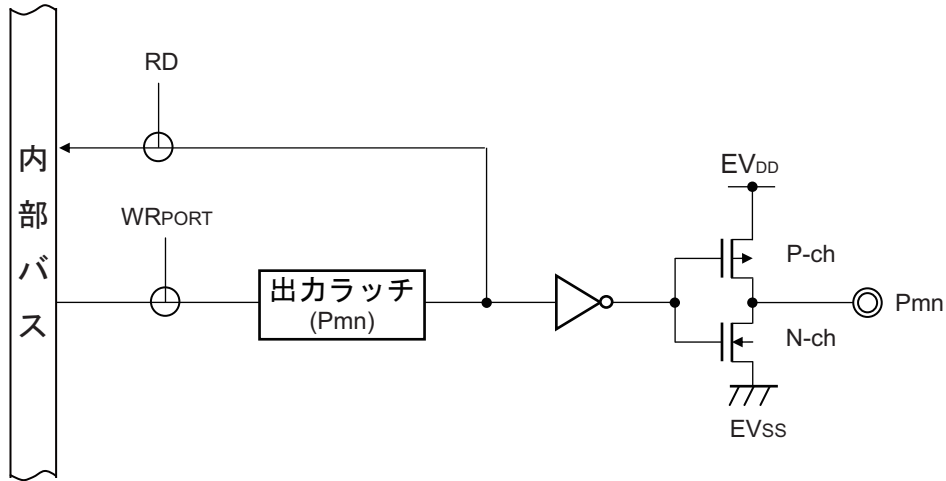 内部バス
RD
WRPORT
出力ラッチ
(Pmn)
EVDD
P-ch
Pmn
N-ch
EVSS